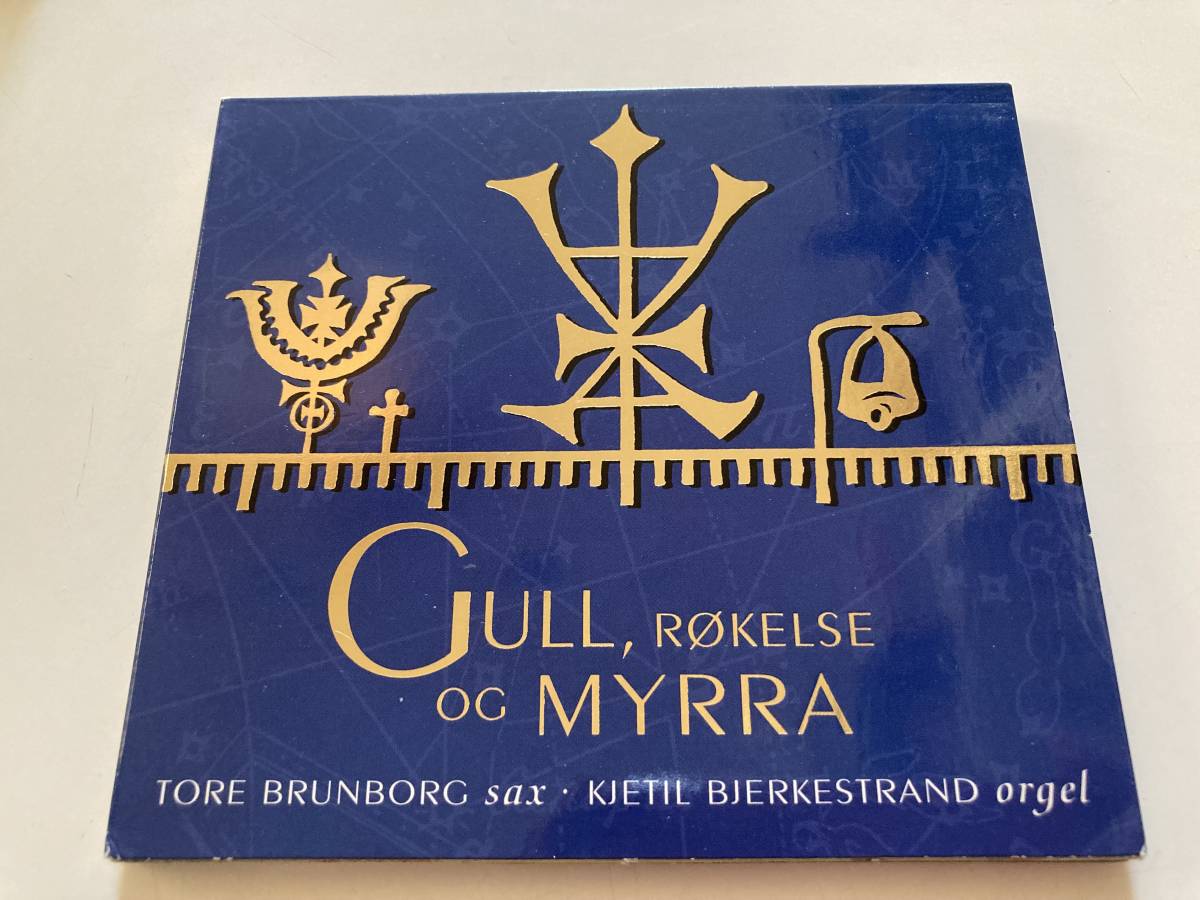 GULL, RØKELSE
OG MYRRA
TORE BRUNBORG sax · KJETIL BJERKESTRAND orgel